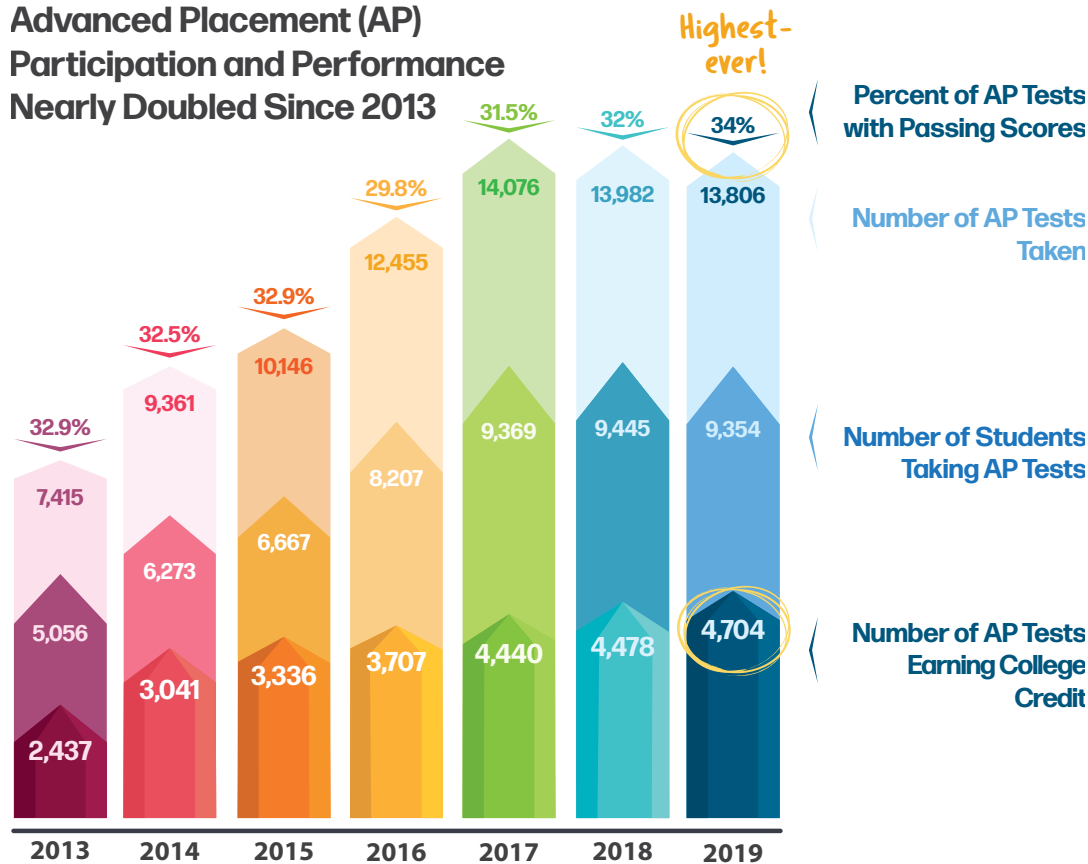 Advanced Placement (AP)
Participation and Performance
Nearly Doubled Since 2013
Highest-
ever!
32.9%
7,415
5,056
2,437
2013
32.5%
9,361
6,273
3,041
2014
32.9%
10,146
6,667
3,336
2015
29.8%
12,455
8,207
3,707
2016
31.5%
14,076
9,369
4,440
2017
32%
13,982
9,445
4,478
2018
34%
13,806
9,354
4,704
2019
Percent of AP Tests
with Passing Scores
Number of AP Tests
Taken
Number of Students
Taking AP Tests
Number of AP Tests
Earning College
Credit